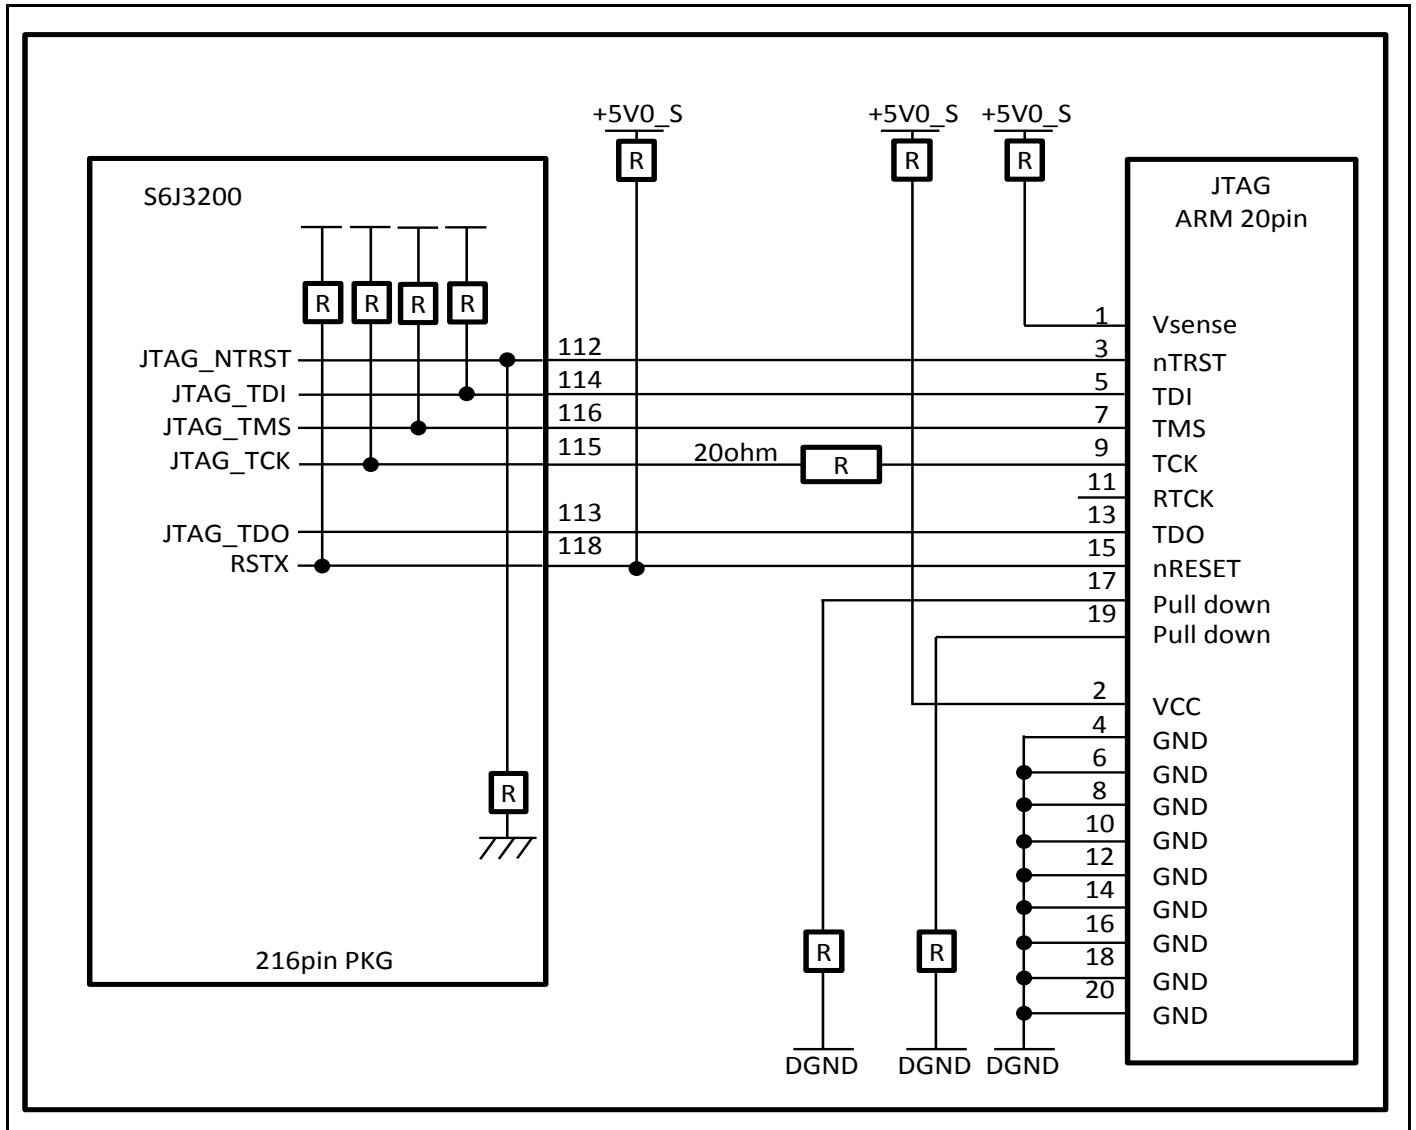 +5V0_S +5V0_S +5V0_S
R R R
S6J3200
JTAG
ARM 20pin
R R R R
1 Vsense
JTAG_NTRST 112 3 nTRST
JTAG_TDI 114 5 TDI
JTAG_TMS 116 7 TMS
JTAG_TCK 115 20ohm R 9 TCK
11 RTCK
JTAG_TDO 113 13 TDO
RSTX 118 15 nRESET
17 Pull down
19 Pull down
2 VCC
4 GND
6 GND
R 8 GND
10 GND
12 GND
14 GND
16 GND
18 GND
20 GND
R R
216pin PKG
DGND DGND DGND